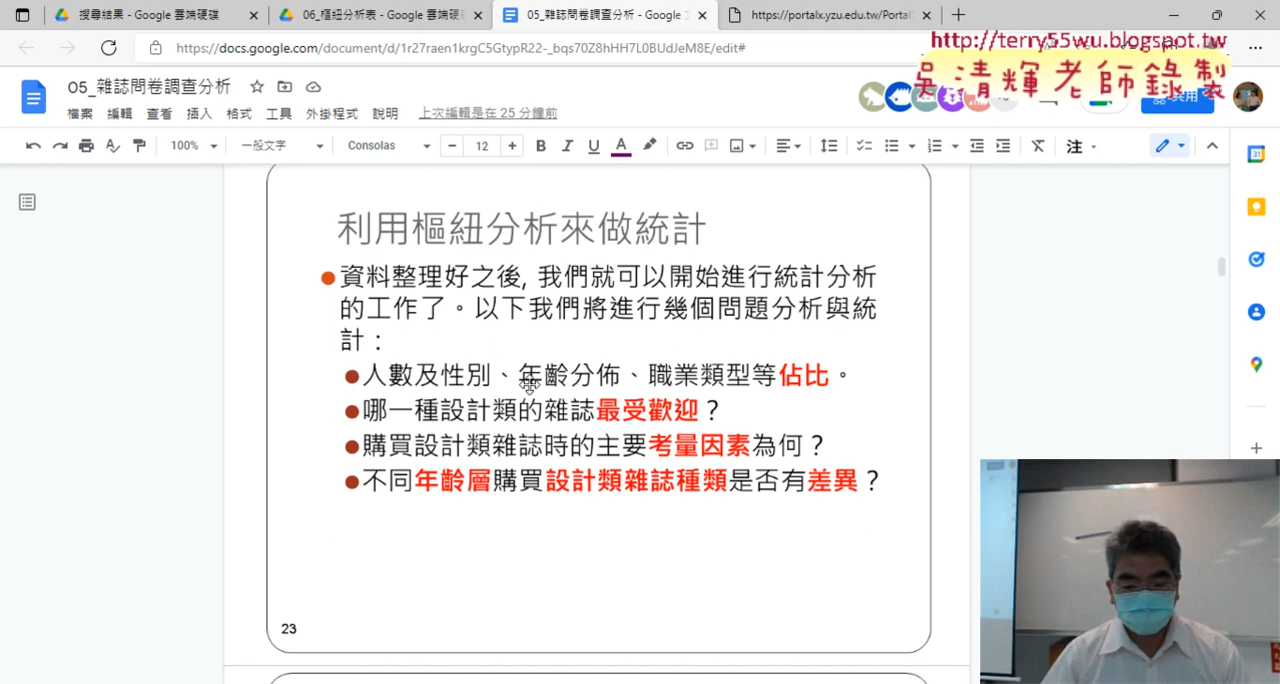 搜尋結果 - Google 雲端硬碟
06_樞紐分析表 - Google 雲端硬
05_雜誌問卷調查分析 - Google
https://portalx.yzu.edu.tw/Portal
https://docs.google.com/document/d/1r27raen1krgC5GtypR22-_bqs70Z8hHH7L0BUdJeM8E/edit#
http://terry55wu.blogspot.tw
吳清輝老師錄製
05_雜誌問卷調查分析
共用
檔案 編輯 查看 插入 格式 工具 外掛程式 說明 上次編輯是在 25 分鐘前
100% 一般文字 Consolas 12 B I U A 注
31
利用樞紐分析來做統計
資料整理好之後, 我們就可以開始進行統計分析
的工作了。以下我們將進行幾個問題分析與統
計：
人數及性別、年齡分佈、職業類型等佔比。
哪一種設計類的雜誌最受歡迎？
購買設計類雜誌時的主要考量因素為何？
不同年齡層購買設計類雜誌種類是否有差異？
23